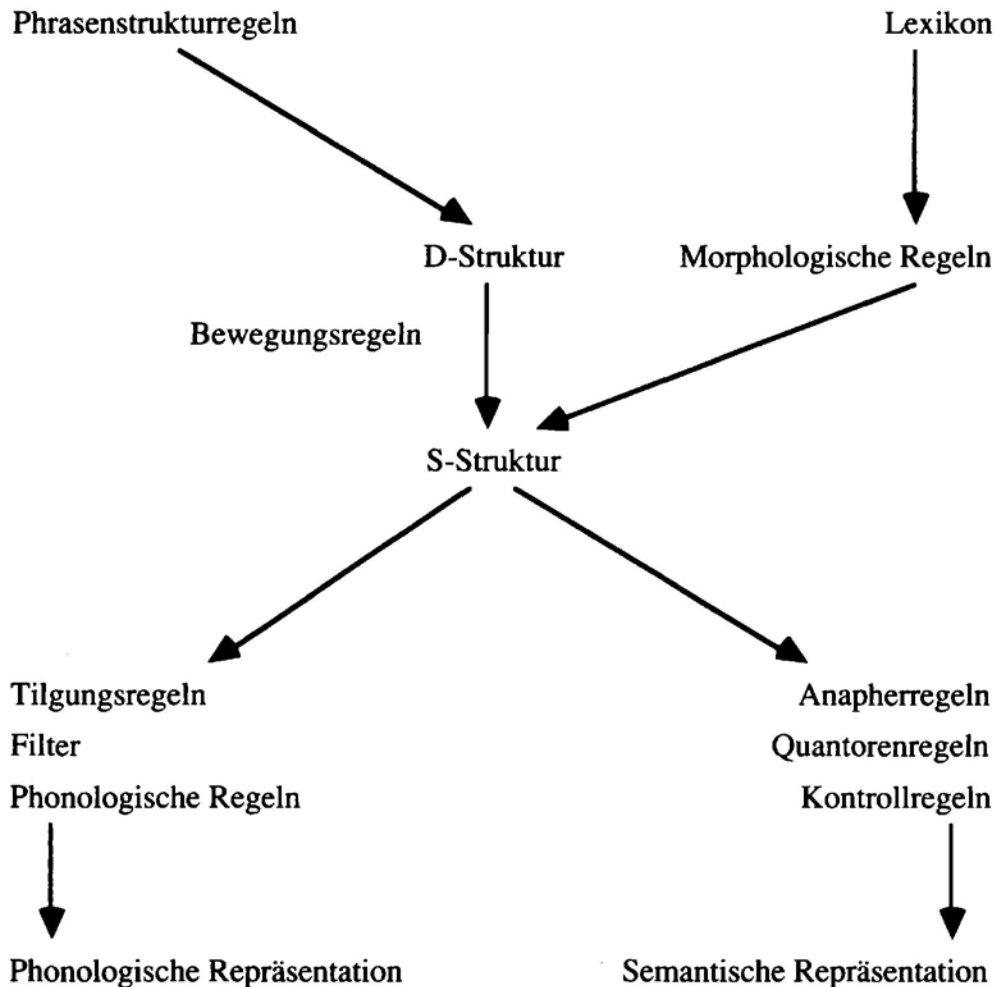 Phrasenstrukturregeln Lexikon
D-Struktur Morphologische Regeln
Bewegungsregeln
S-Struktur
Tilgungsregeln Anapherregeln
Filter Quantorenregeln
Phonologische Regeln Kontrollregeln
Phonologische Repräsentation Semantische Repräsentation